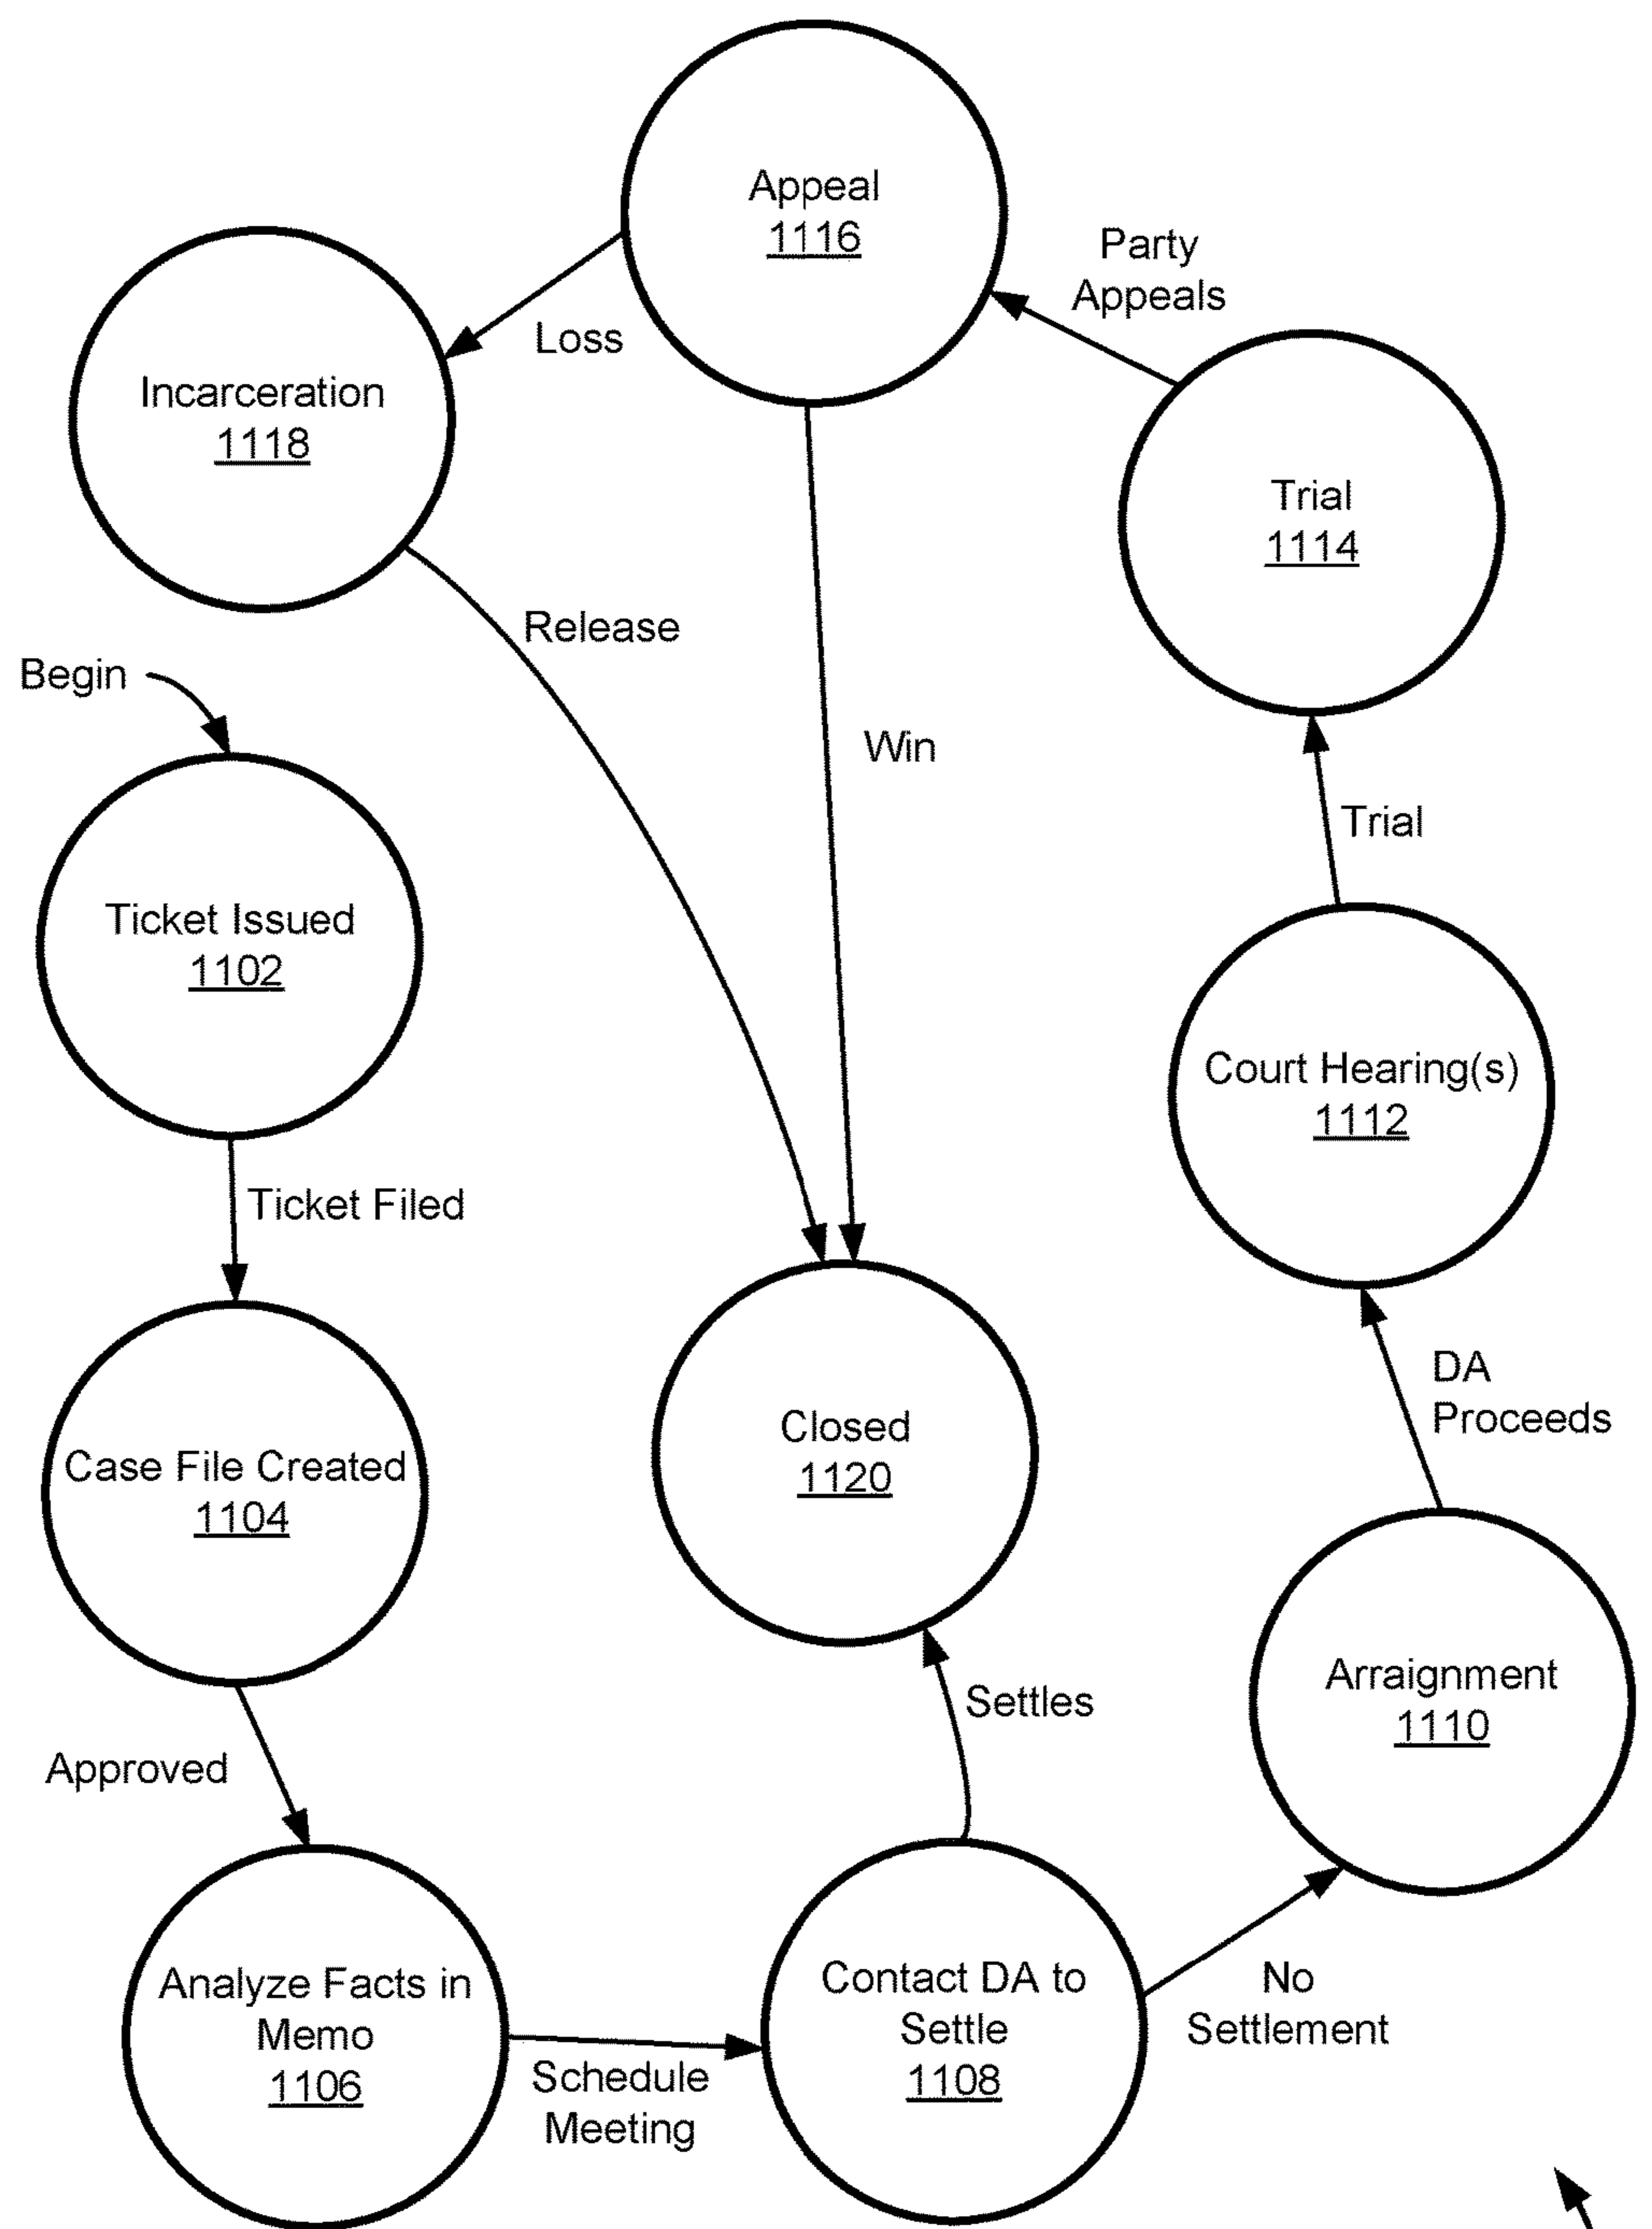 Appeal
1116
Party
Appeals
Loss
Incarceration
1118
Trial
1114
Release
Begin
Win
Trial
Ticket Issued
1102
Court Hearing(s)
1112
Ticket Filed
DA
Proceeds
Closed
1120
Case File Created
1104
Arraignment
1110
Settles
Approved
Analyze Facts in
Memo
1106
Schedule
Meeting
Contact DA to
Settle
1108
No
Settlement